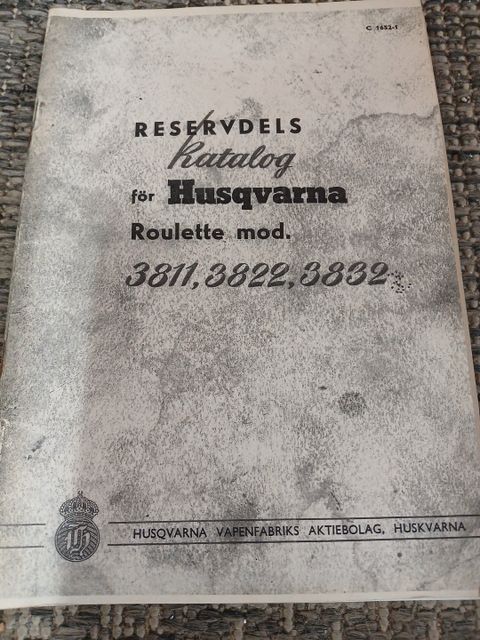 C 1652-1
RESERVDELS
Katalog
för Husqvarna
Roulette mod.
3811, 3822, 3832
HUSQVARNA VAPENFABRIKS AKTIEBOLAG, HUSKVARNA